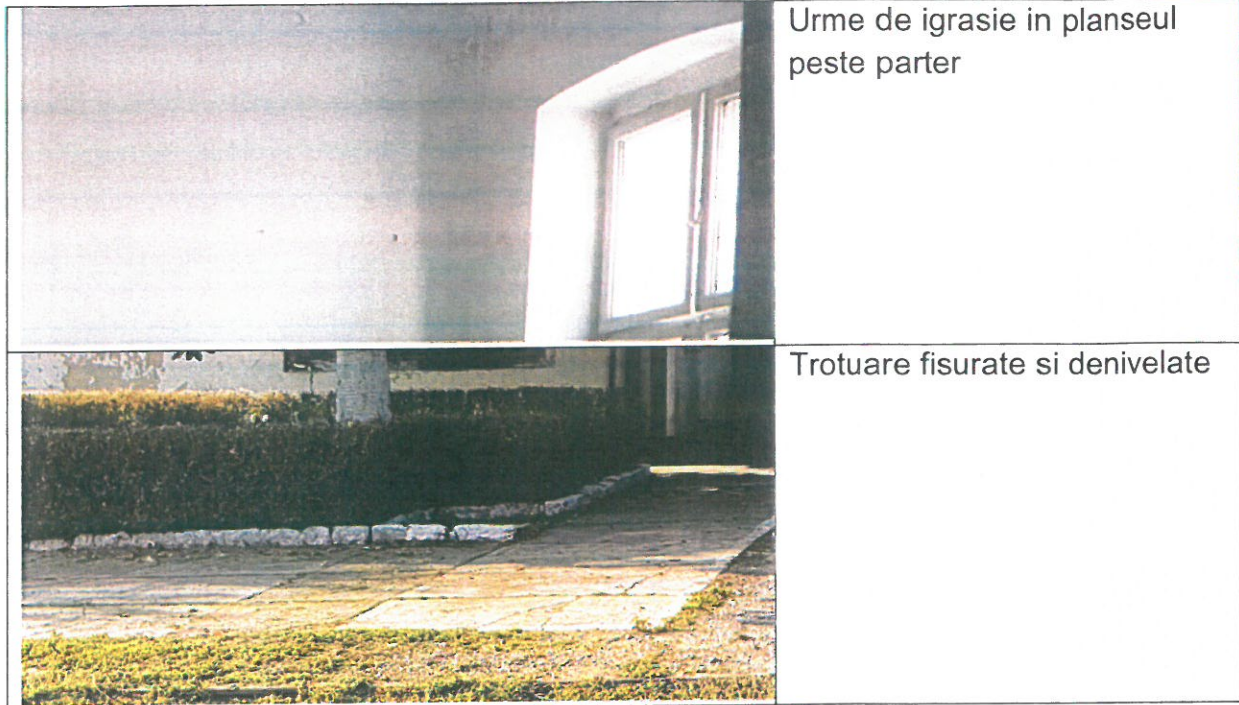 Urme de igrasie in planseul
peste parter
Trotuare fisurate si denivelate